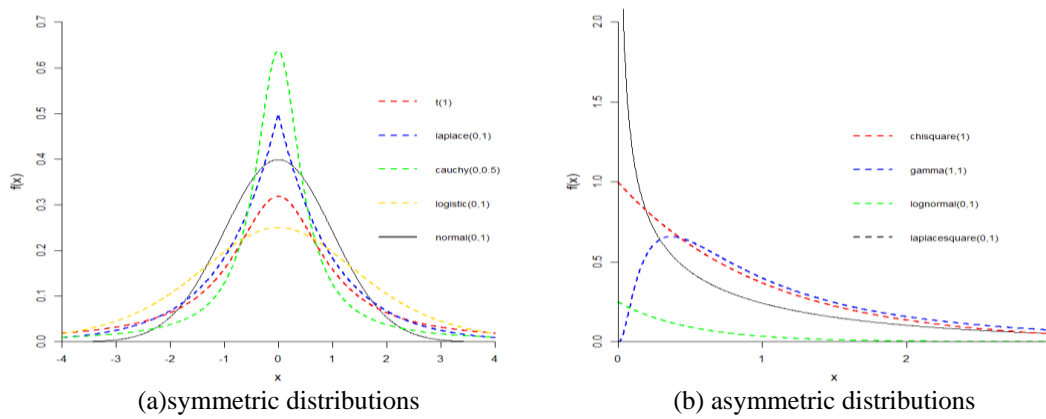 0.7
0.6
0.5
0.4
0.3
0.2
0.1
0.0
f(x)
-4 -3 -2 -1 0 1 2 3 4
x
t(1)
laplace(0,1)
cauchy(0,0.5)
logistic(0,1)
normal(0,1)
(a)symmetric distributions
2.0
1.5
1.0
0.5
0.0
f(x)
0 1 2
x
chisquare(1)
gamma(1,1)
lognormal(0,1)
laplacesquare(0,1)
(b) asymmetric distributions